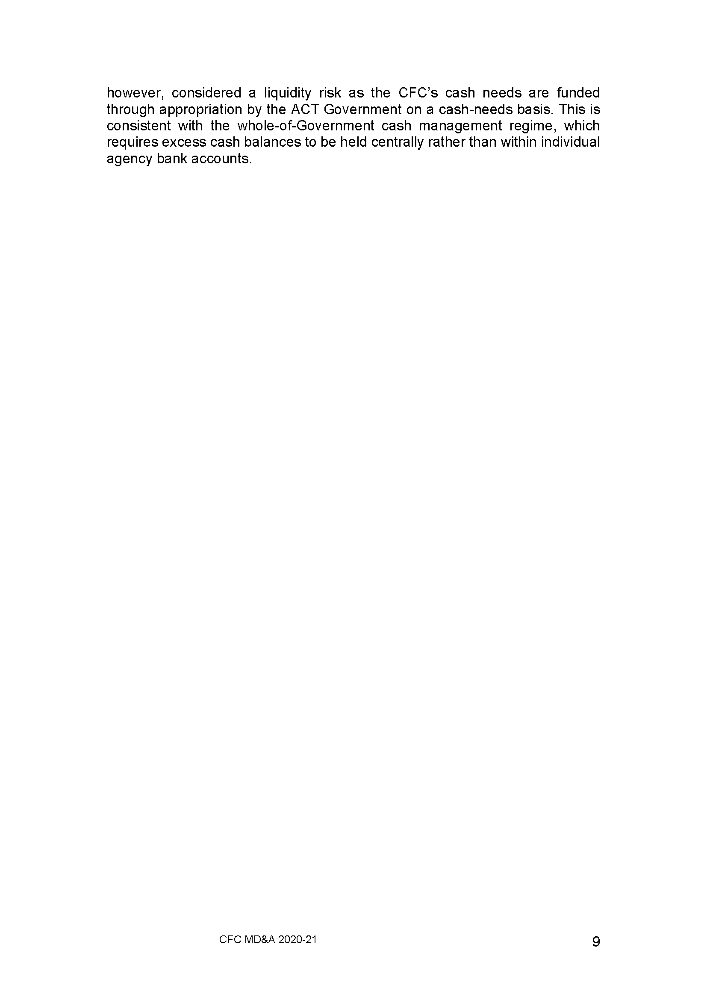 however, considered a liquidity risk as the CFC’s cash needs are funded
through appropriation by the ACT Government on a cash-needs basis. This is
consistent with the whole-of-Government cash management regime, which
requires excess cash balances to be held centrally rather than within individual
agency bank accounts.
CFC MD&A 2020-21
9